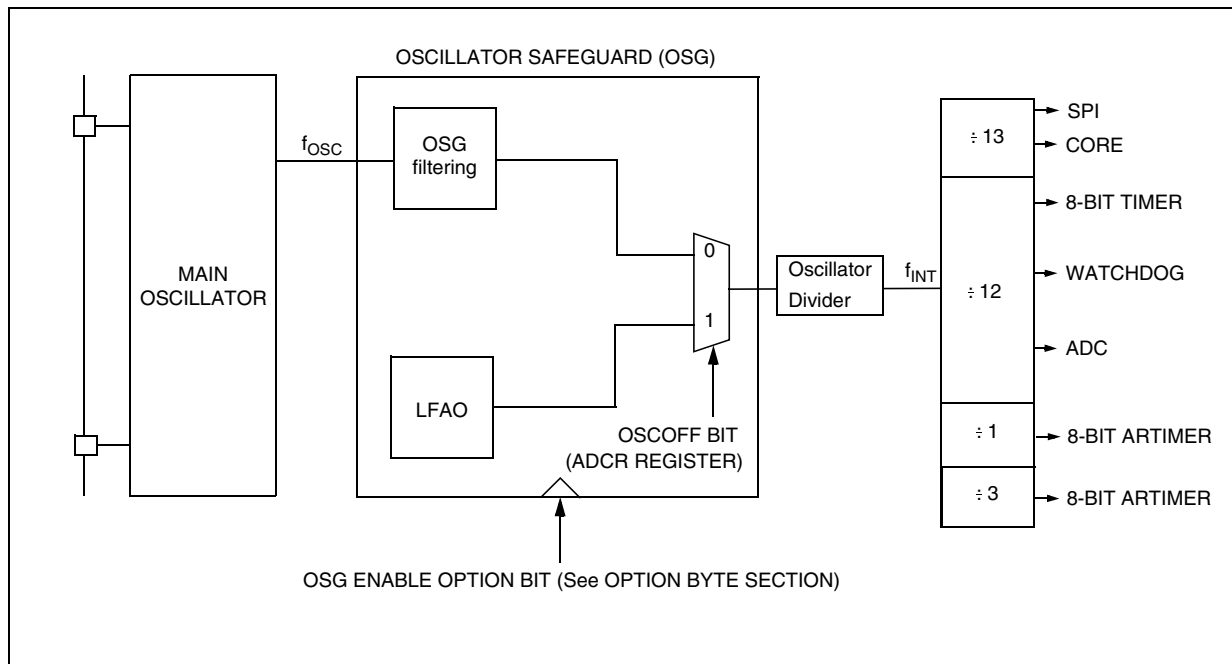 OSCILLATOR SAFEGUARD (OSG)
MAIN
OSCILLATOR
fOSC
OSG
filtering
LFAO
0
1
OSCOFF BIT
(ADCR REGISTER)
OSG ENABLE OPTION BIT (See OPTION BYTE SECTION)
Oscillator
Divider
fINT
÷ 13
÷ 12
÷ 1
÷ 3
SPI
CORE
8-BIT TIMER
WATCHDOG
ADC
8-BIT ARTIMER
8-BIT ARTIMER